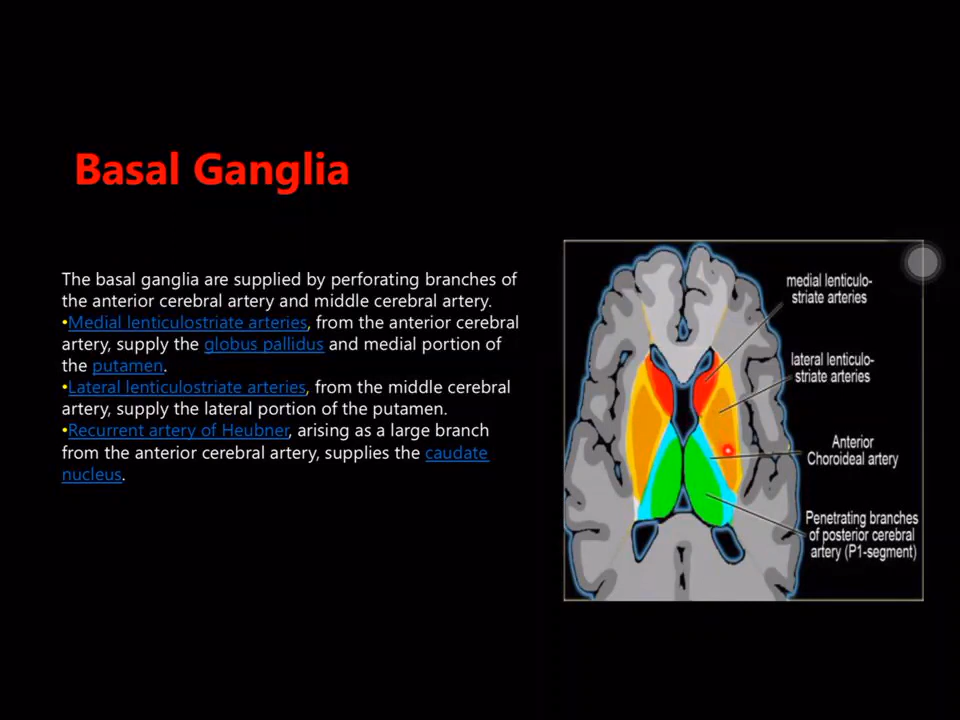 Basal Ganglia
The basal ganglia are supplied by perforating branches of
the anterior cerebral artery and middle cerebral artery.
•Medial lenticulostriate arteries, from the anterior cerebral
artery, supply the globus pallidus and medial portion of
the putamen.
•Lateral lenticulostriate arteries, from the middle cerebral
artery, supply the lateral portion of the putamen.
•Recurrent artery of Heubner, arising as a large branch
from the anterior cerebral artery, supplies the caudate
nucleus.
medial lenticulo-
striate arteries
lateral lenticulo-
striate arteries
Anterior
Choroideal artery
Penetrating branches
of posterior cerebral
artery (P1-segment)